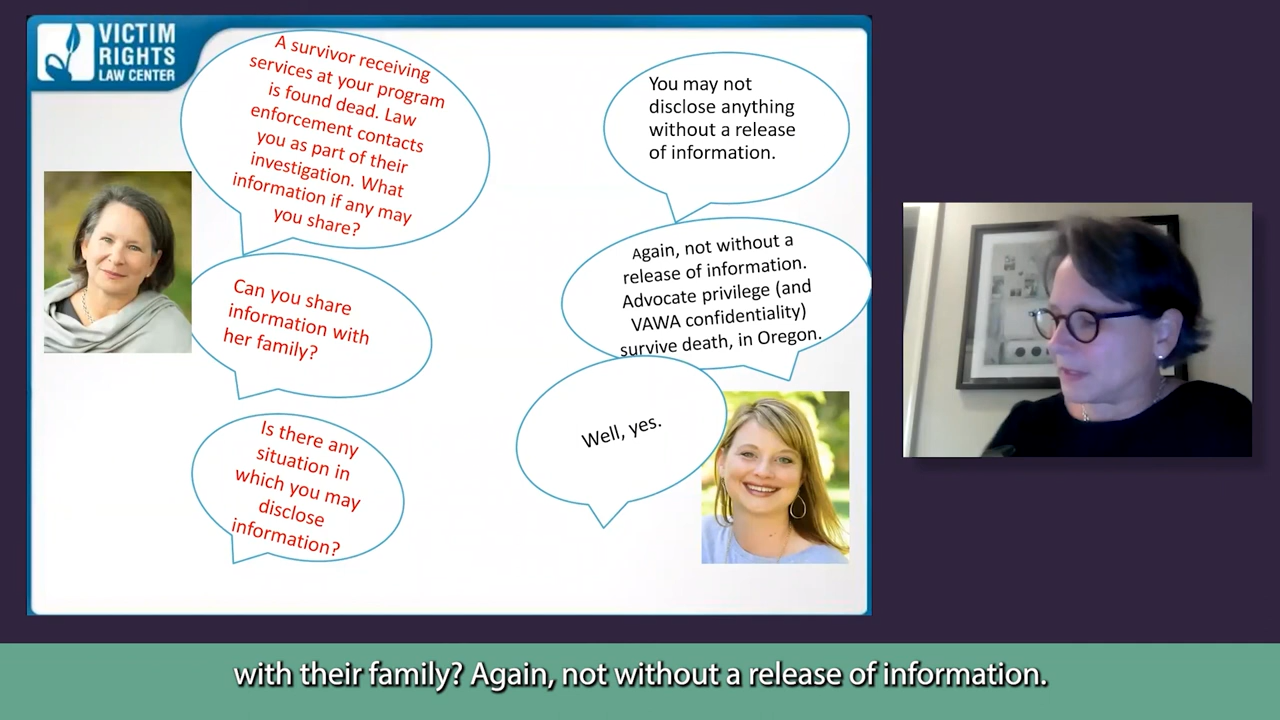 VICTIM
RIGHTS
LAW CENTER
A survivor receiving
services at your program
is found dead. Law
enforcement contacts
you as part of their
investigation. What
information if any may
you share?
You may not
disclose anything
without a release
of information.
Can you share
information with
her family?
Again, not without a
release of information.
Advocate privilege (and
VAWA confidentiality)
survive death, in Oregon.
Is there any
situation in
which you may
disclose
information?
Well, yes.
with their family? Again, not without a release of information.